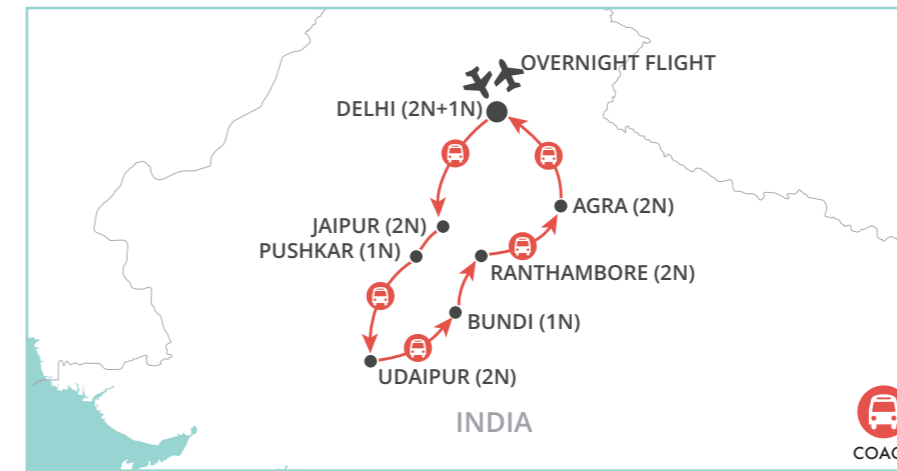 OVERNIGHT FLIGHT
DELHI (2N+1N)
AGRA (2N)
JAIPUR (2N)
PUSHKAR (1N)
RANTHAMBORE (2N)
BUNDI (1N)
UDAIPUR (2N)
INDIA